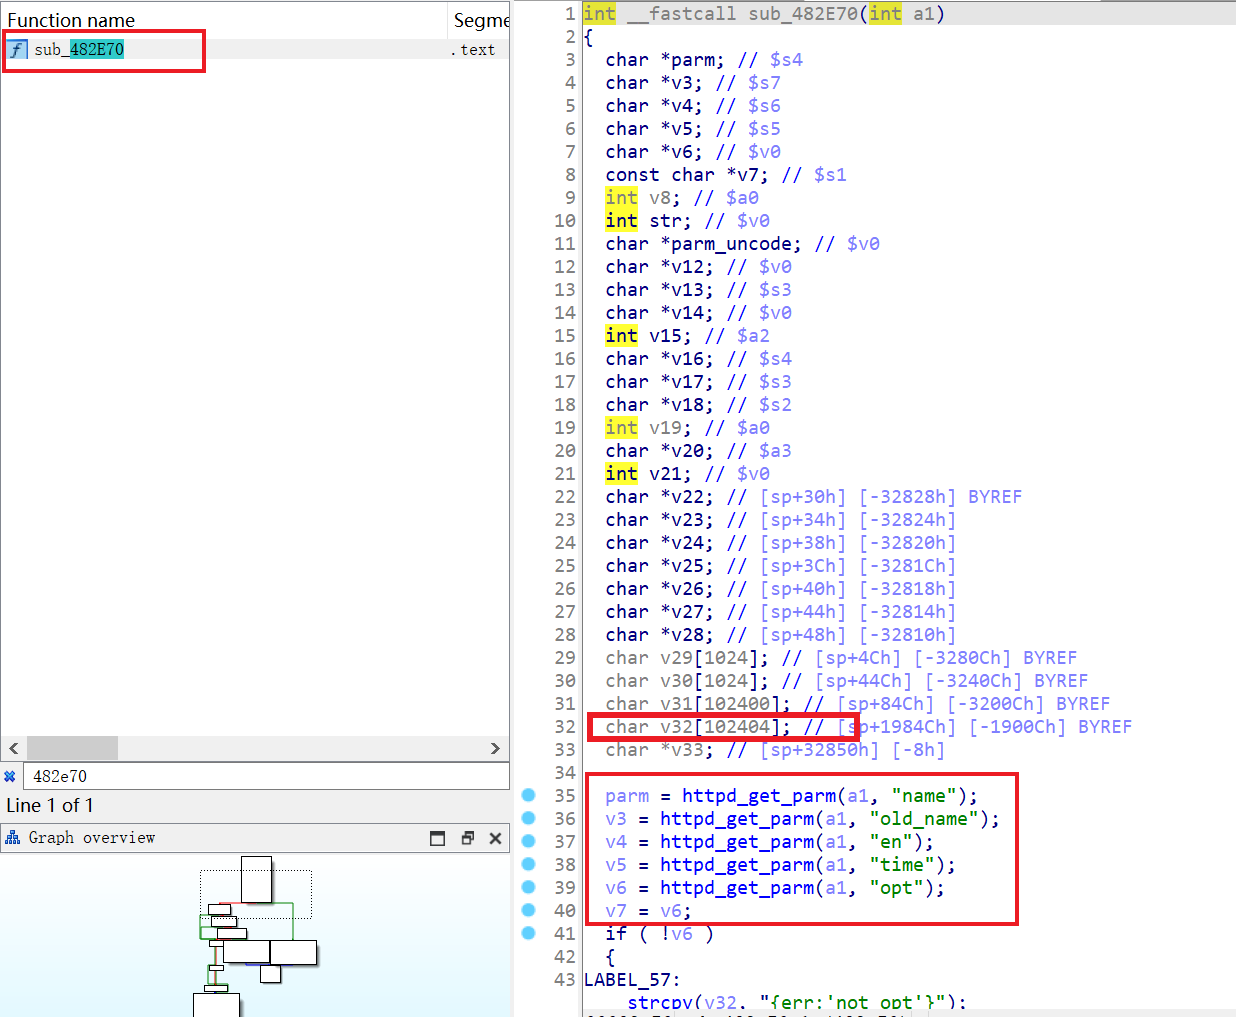 Function name
Segme
f sub_482E70
.text
482e70
Line 1 of 1
Graph overview
1 int __fastcall sub_482E70(int a1)
2 {
3 char *parm; // $s4
4 char *v3; // $s7
5 char *v4; // $s6
6 char *v5; // $s5
7 char *v6; // $v0
8 const char *v7; // $s1
9 int v8; // $a0
10 int str; // $v0
11 char *parm_uncode; // $v0
12 char *v12; // $v0
13 char *v13; // $s3
14 char *v14; // $v0
15 int v15; // $a2
16 char *v16; // $s4
17 char *v17; // $s3
18 char *v18; // $s2
19 int v19; // $a0
20 char *v20; // $a3
21 int v21; // $v0
22 char *v22; // [sp+30h] [-32828h] BYREF
23 char *v23; // [sp+34h] [-32824h]
24 char *v24; // [sp+38h] [-32820h]
25 char *v25; // [sp+3Ch] [-3281Ch]
26 char *v26; // [sp+40h] [-32818h]
27 char *v27; // [sp+44h] [-32814h]
28 char *v28; // [sp+48h] [-32810h]
29 char v29[1024]; // [sp+4Ch] [-3280Ch] BYREF
30 char v30[1024]; // [sp+44Ch] [-3240Ch] BYREF
31 char v31[102400]; // [sp+84Ch] [-3200Ch] BYREF
32 char v32[102404]; // [sp+1984Ch] [-1900Ch] BYREF
33 char *v33; // [sp+32850h] [-8h]
34
35 parm = httpd_get_parm(a1, "name");
36 v3 = httpd_get_parm(a1, "old_name");
37 v4 = httpd_get_parm(a1, "en");
38 v5 = httpd_get_parm(a1, "time");
39 v6 = httpd_get_parm(a1, "opt");
40 v7 = v6;
41 if ( !v6 )
42 {
43 LABEL_57:
strcpy(v32, "{err:'not opt'}");